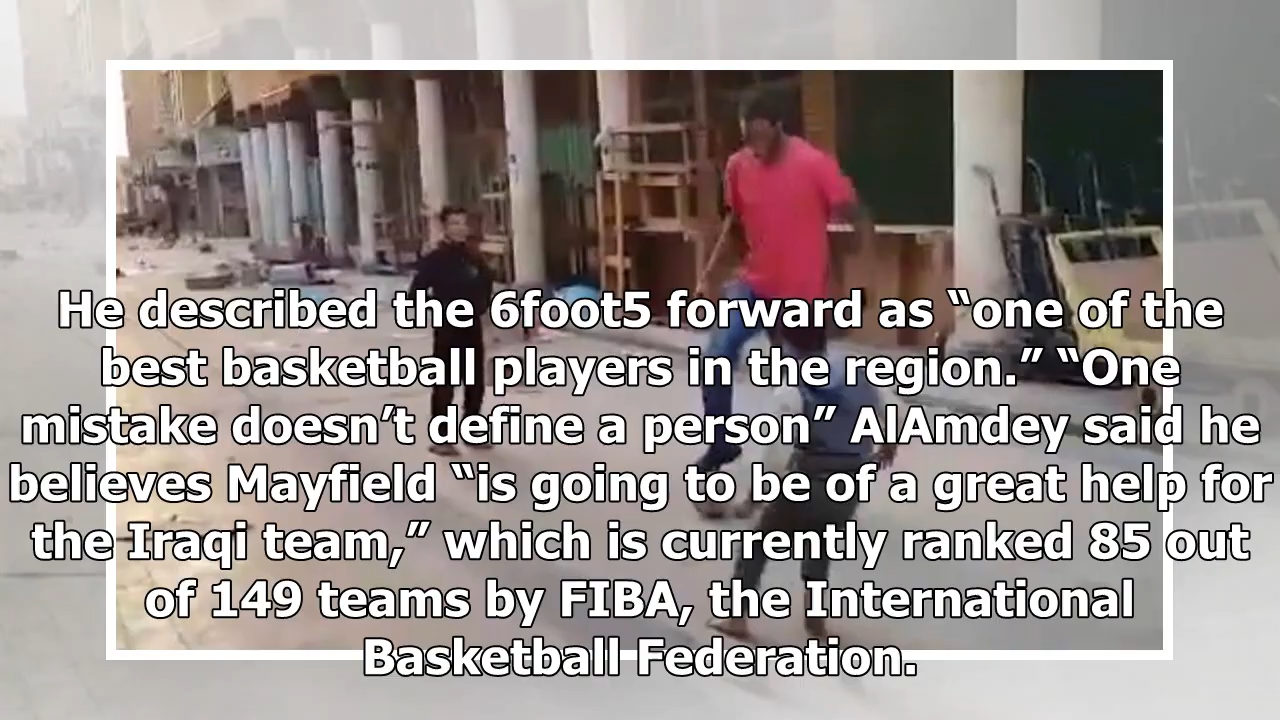 He described the 6foot5 forward as “one of the
best basketball players in the region.” “One
mistake doesn’t define a person” AlAmdey said he
believes Mayfield “is going to be of a great help for
the Iraqi team,” which is currently ranked 85 out
of 149 teams by FIBA, the International
Basketball Federation.